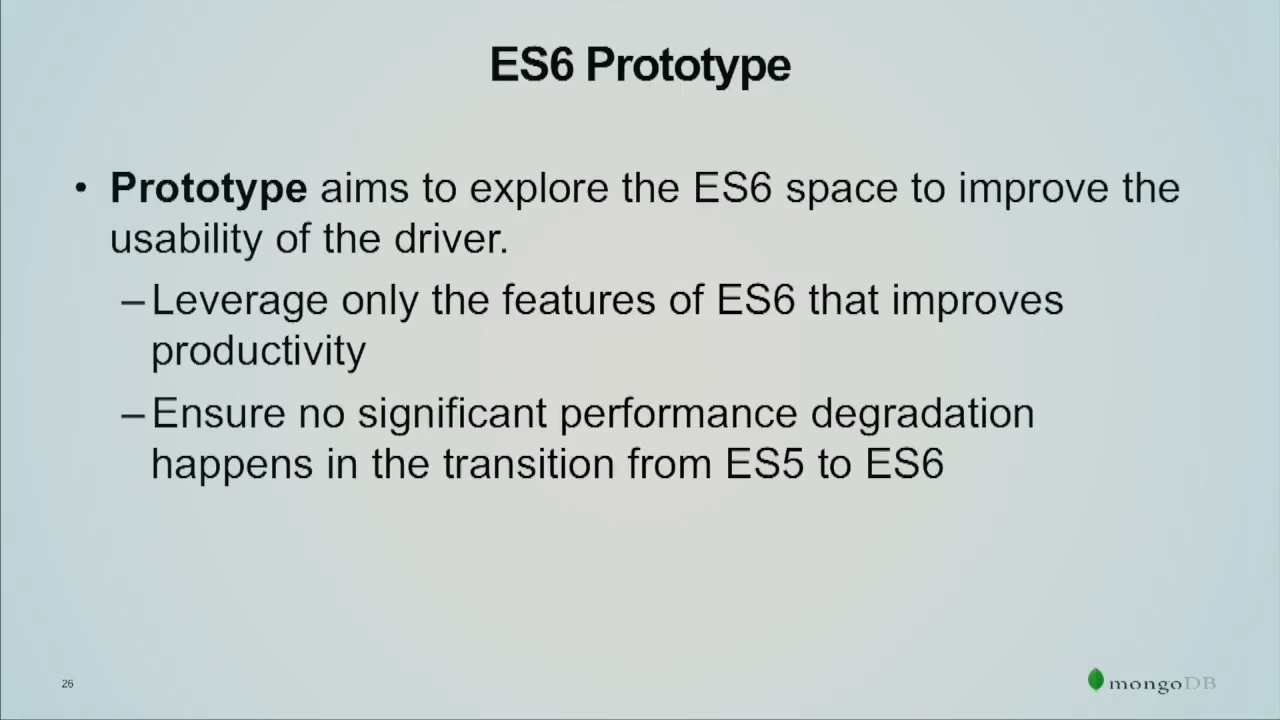 ES6 Prototype
• Prototype aims to explore the ES6 space to improve the
usability of the driver.
–Leverage only the features of ES6 that improves
productivity
–Ensure no significant performance degradation
happens in the transition from ES5 to ES6
26
mongoDB